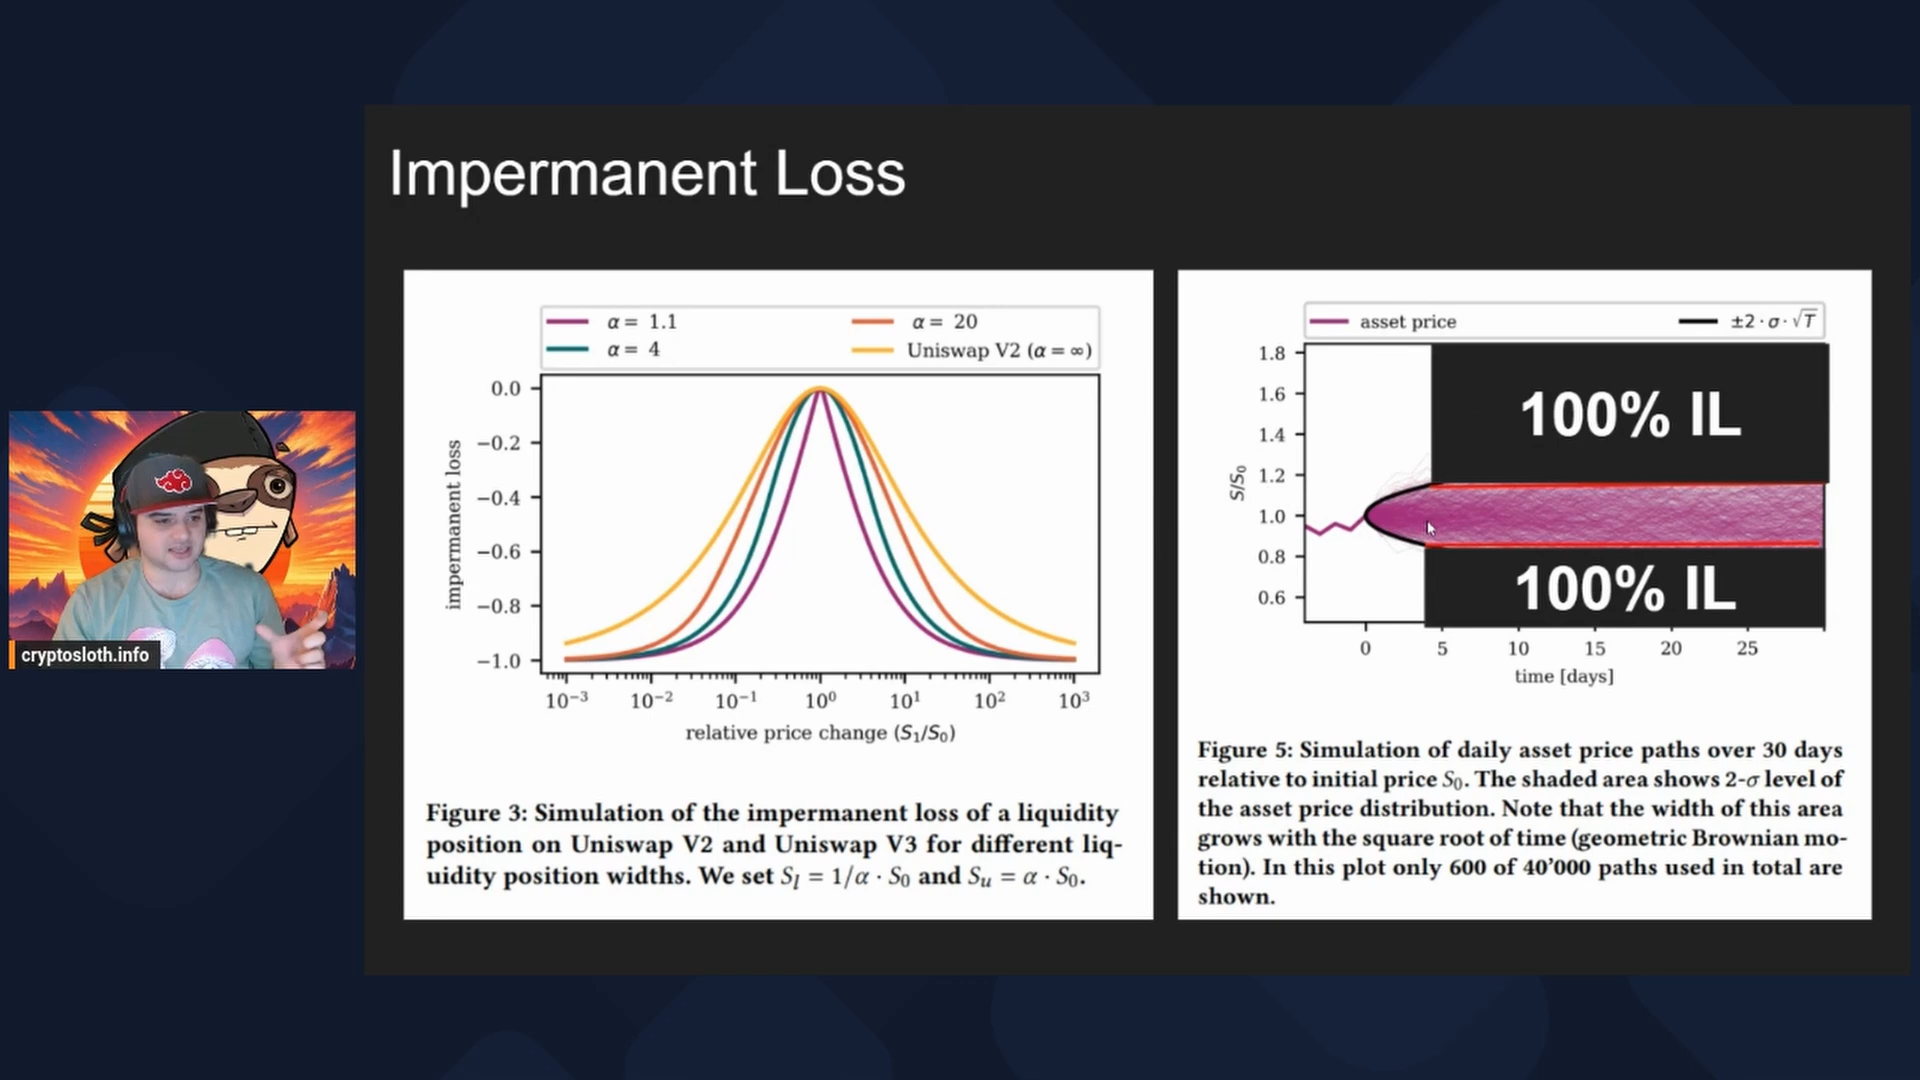 Impermanent Loss
α = 1.1
α = 20
α = 4
Uniswap V2 (α = ∞)
0.0
−0.2
−0.4
−0.6
−0.8
−1.0
impermanent loss
10⁻³ 10⁻² 10⁻¹ 10⁰ 10¹ 10² 10³
relative price change (S₁/S₀)
Figure 3: Simulation of the impermanent loss of a liquidity
position on Uniswap V2 and Uniswap V3 for different liq-
uidity position widths. We set Sₗ = 1/α · S₀ and Sᵤ = α · S₀.
asset price
±2 · σ · √T
1.8
1.6
1.4
1.2
1.0
0.8
0.6
S/S₀
100% IL
100% IL
0 5 10 15 20 25
time [days]
Figure 5: Simulation of daily asset price paths over 30 days
relative to initial price S₀. The shaded area shows 2-σ level of
the asset price distribution. Note that the width of this area
grows with the square root of time (geometric Brownian mo-
tion). In this plot only 600 of 40’000 paths used in total are
shown.
cryptosloth.info